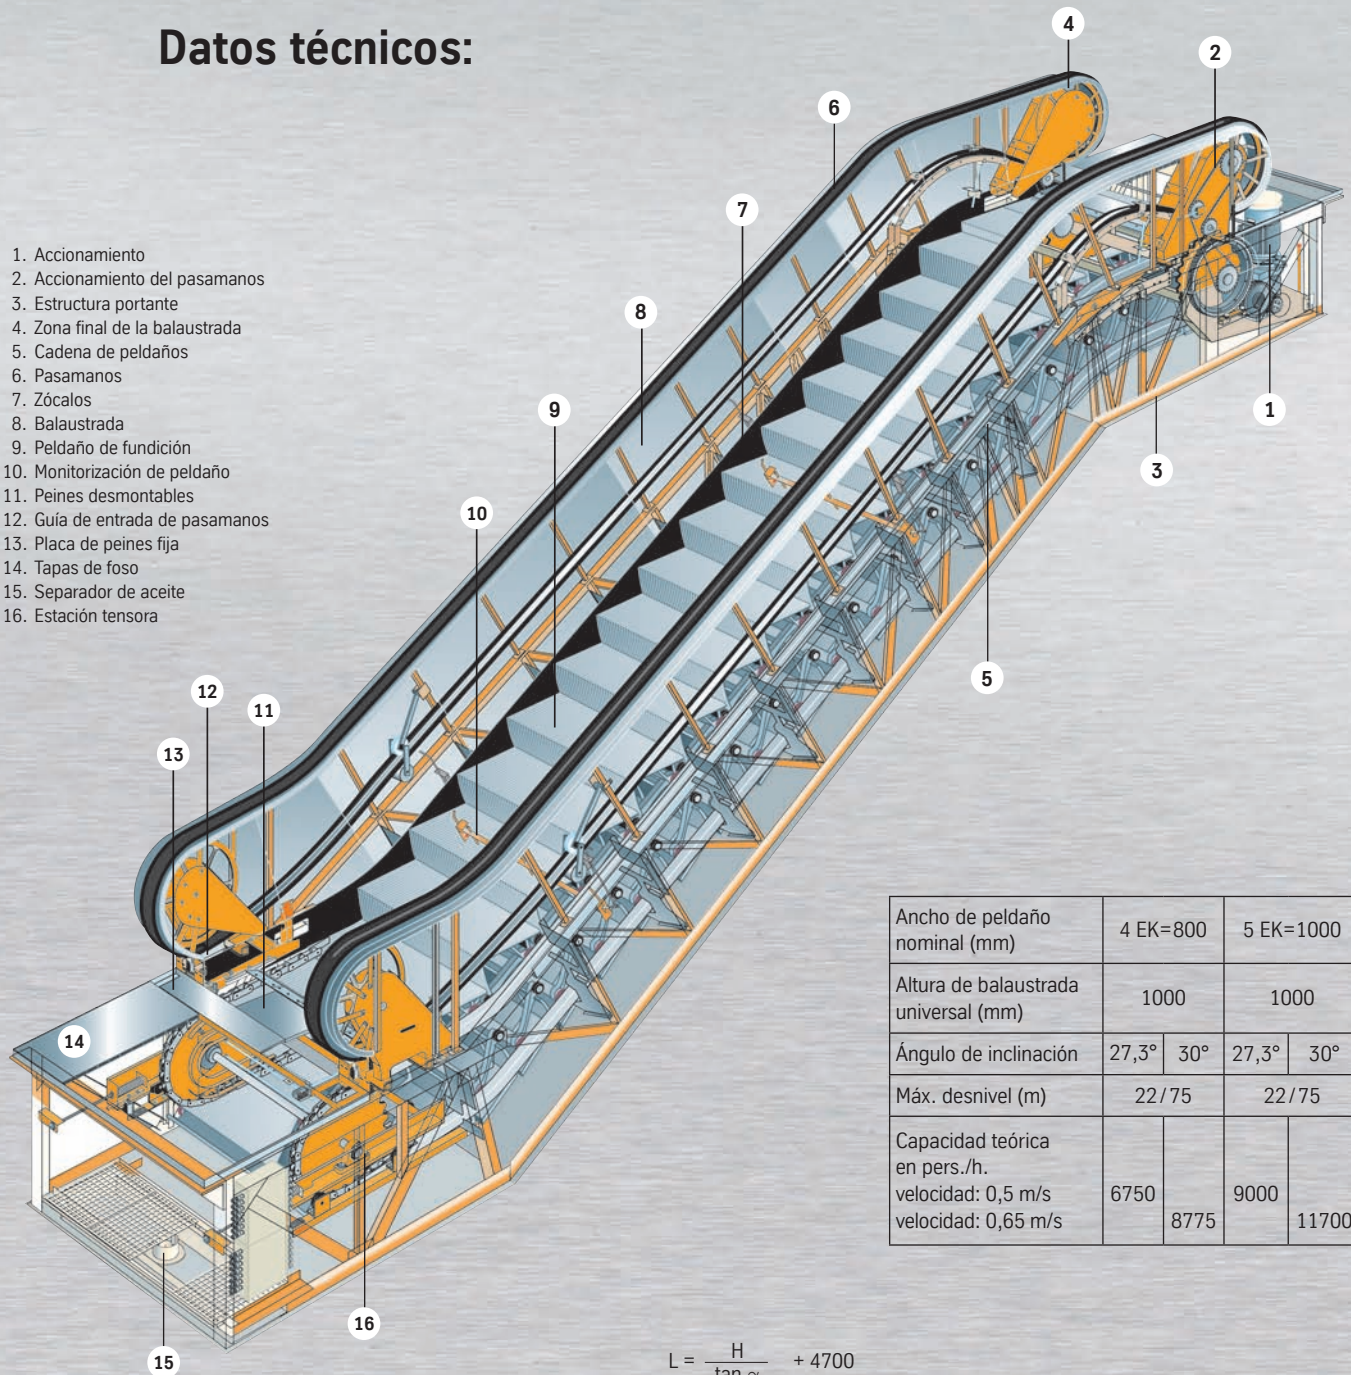 Datos técnicos:
1. Accionamiento
2. Accionamiento del pasamanos
3. Estructura portante
4. Zona final de la balaustrada
5. Cadena de peldaños
6. Pasamanos
7. Zócalos
8. Balaustrada
9. Peldaño de fundición
10. Monitorización de peldaño
11. Peines desmontables
12. Guía de entrada de pasamanos
13. Placa de peines fija
14. Tapas de foso
15. Separador de aceite
16. Estación tensora
4
2
6
7
8
9
1
3
10
5
12
11
13
14
16
15
Ancho de peldaño
nominal (mm) 4 EK=800 5 EK=1000
Altura de balaustrada
universal (mm) 1000 1000
Ángulo de inclinación 27,3° 30° 27,3° 30°
Máx. desnivel (m) 22/75 22/75
Capacidad teórica
en pers./h.
velocidad: 0,5 m/s 6750 9000
velocidad: 0,65 m/s 8775 11700
L = H + 4700
tan α